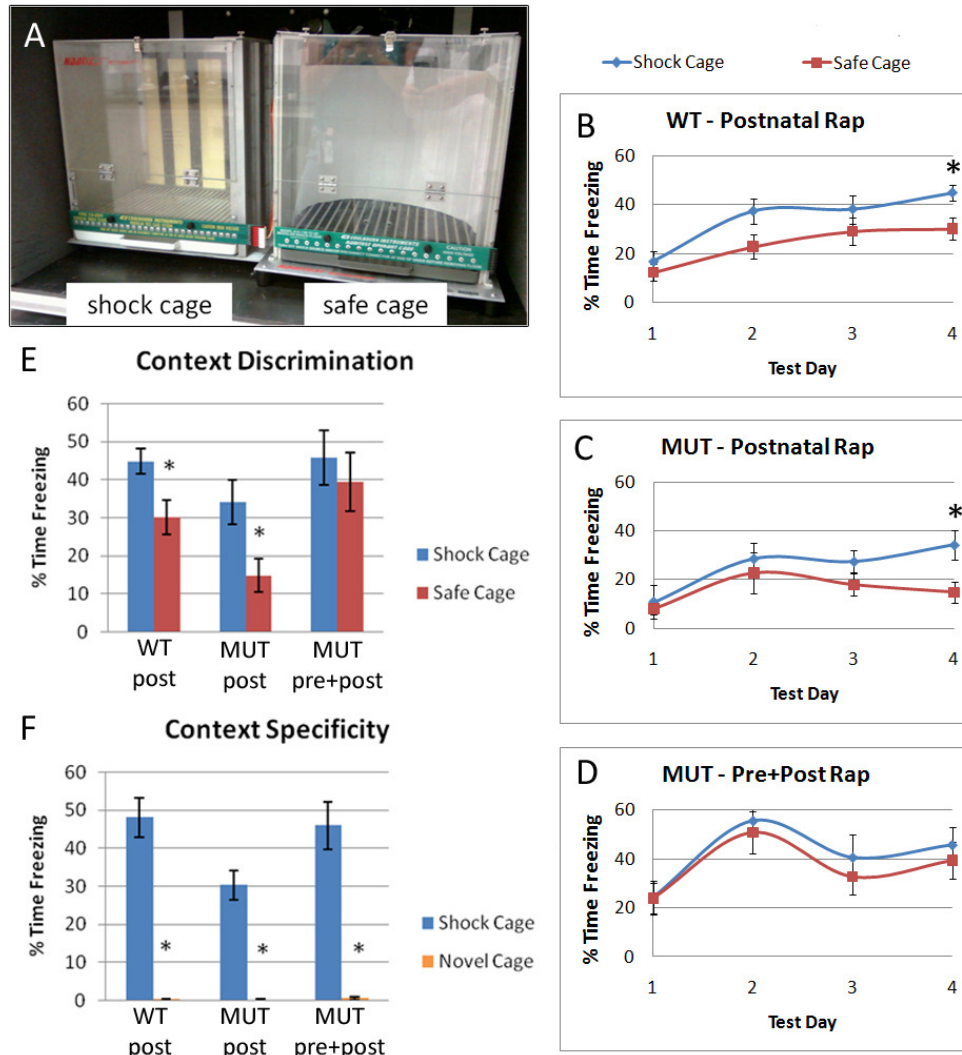 A
shock cage
safe cage
Shock Cage
Safe Cage
B
WT - Postnatal Rap
% Time Freezing
60
40
20
0
1
2
3
4
*
Test Day
C
MUT - Postnatal Rap
% Time Freezing
60
40
20
0
1
2
3
4
*
Test Day
D
MUT - Pre+Post Rap
% Time Freezing
60
40
20
0
1
2
3
4
Test Day
E
Context Discrimination
% Time Freezing
60
50
40
30
20
10
0
*
*
WT
post
MUT
post
MUT
pre+post
Shock Cage
Safe Cage
F
Context Specificity
% Time Freezing
60
50
40
30
20
10
0
*
*
*
WT
post
MUT
post
MUT
pre+post
Shock Cage
Novel Cage